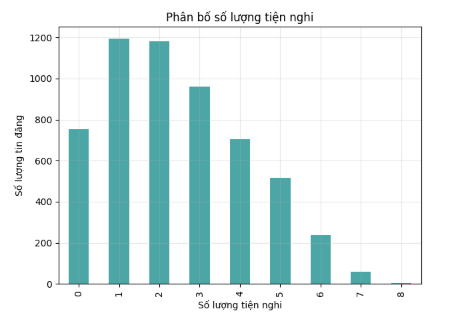 Phân bố số lượng tiện nghi
Số lượng tin đăng
1200
1000
800
600
400
200
0
0 1 2 3 4 5 6 7 8
Số lượng tiện nghi